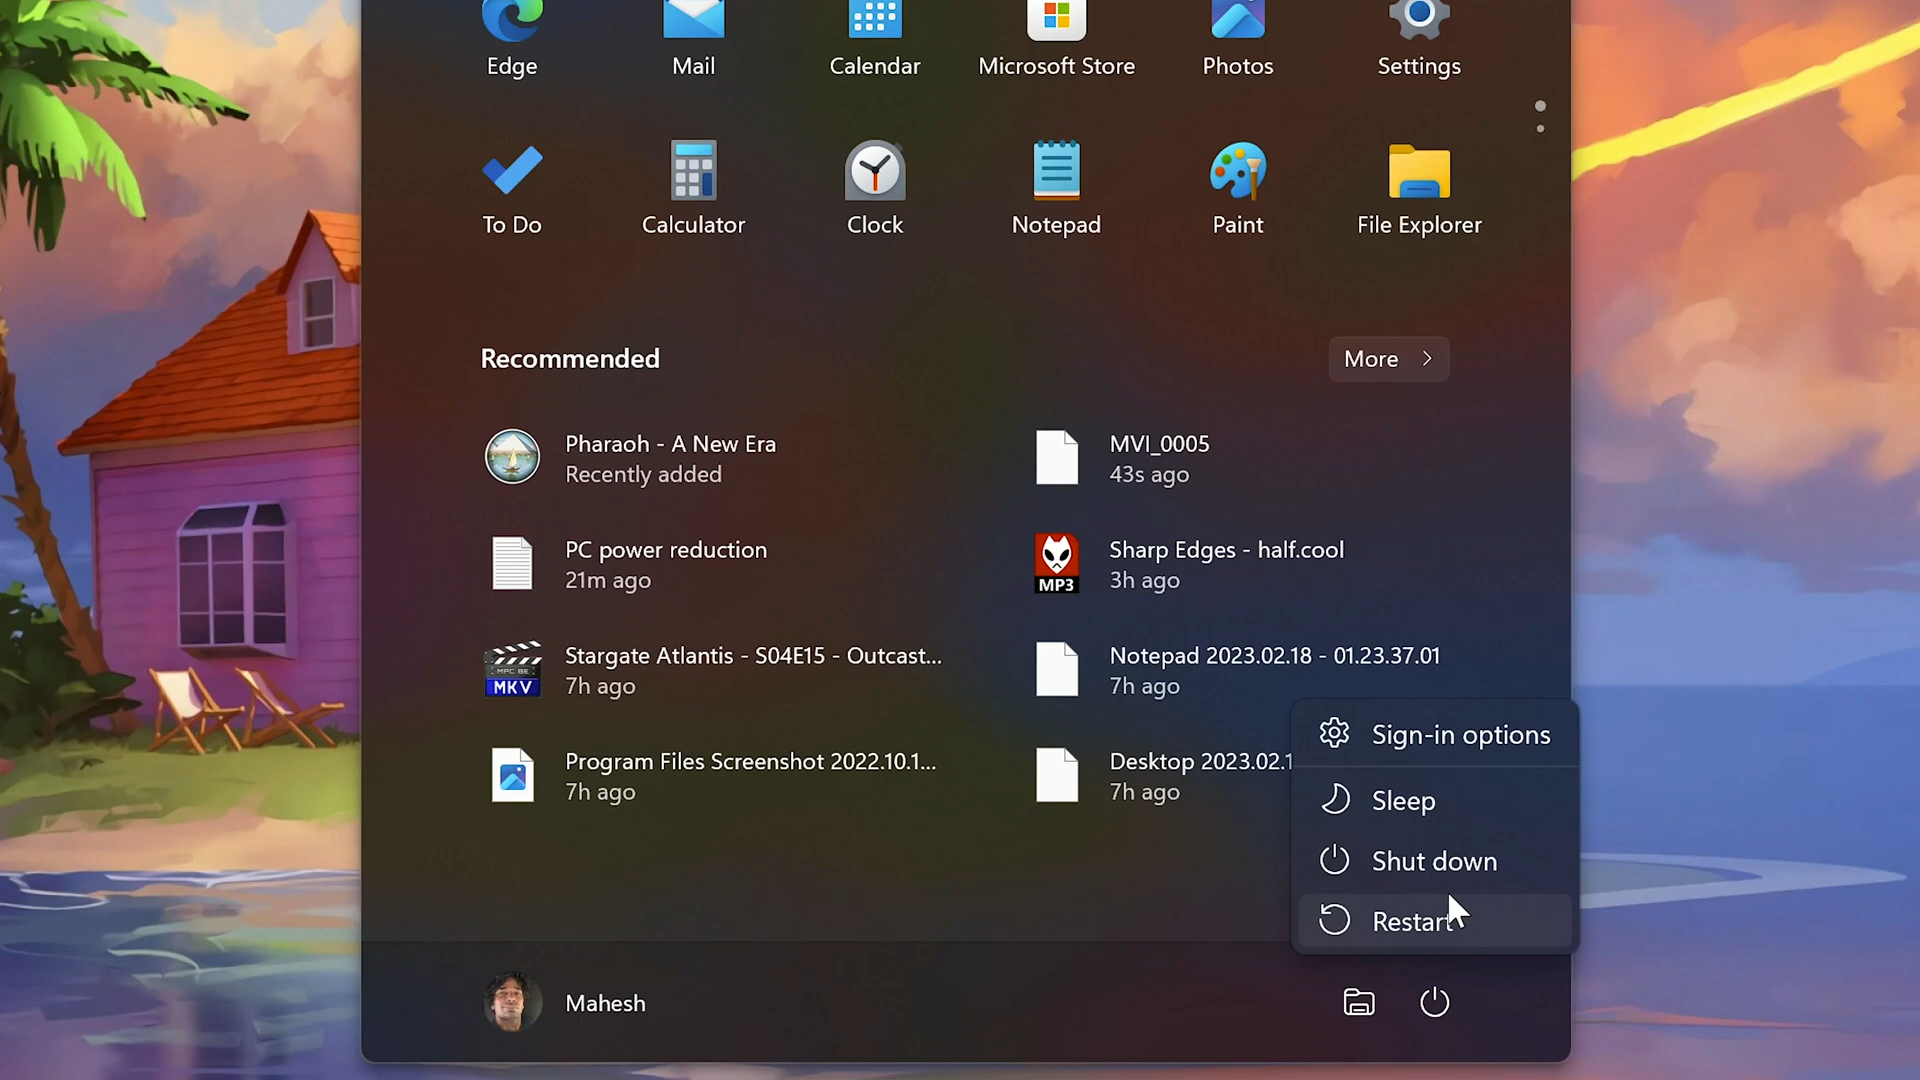 Edge
Mail
Calendar
Microsoft Store
Photos
Settings
To Do
Calculator
Clock
Notepad
Paint
File Explorer
Recommended
More
Pharaoh - A New Era
Recently added
MVI_0005
43s ago
PC power reduction
21m ago
MP3
Sharp Edges - half.cool
3h ago
MPC BE
MKV
Stargate Atlantis - S04E15 - Outcast...
7h ago
Notepad 2023.02.18 - 01.23.37.01
7h ago
Program Files Screenshot 2022.10.1...
7h ago
Desktop 2023.02.1
7h ago
Sign-in options
Sleep
Shut down
Restart
Mahesh